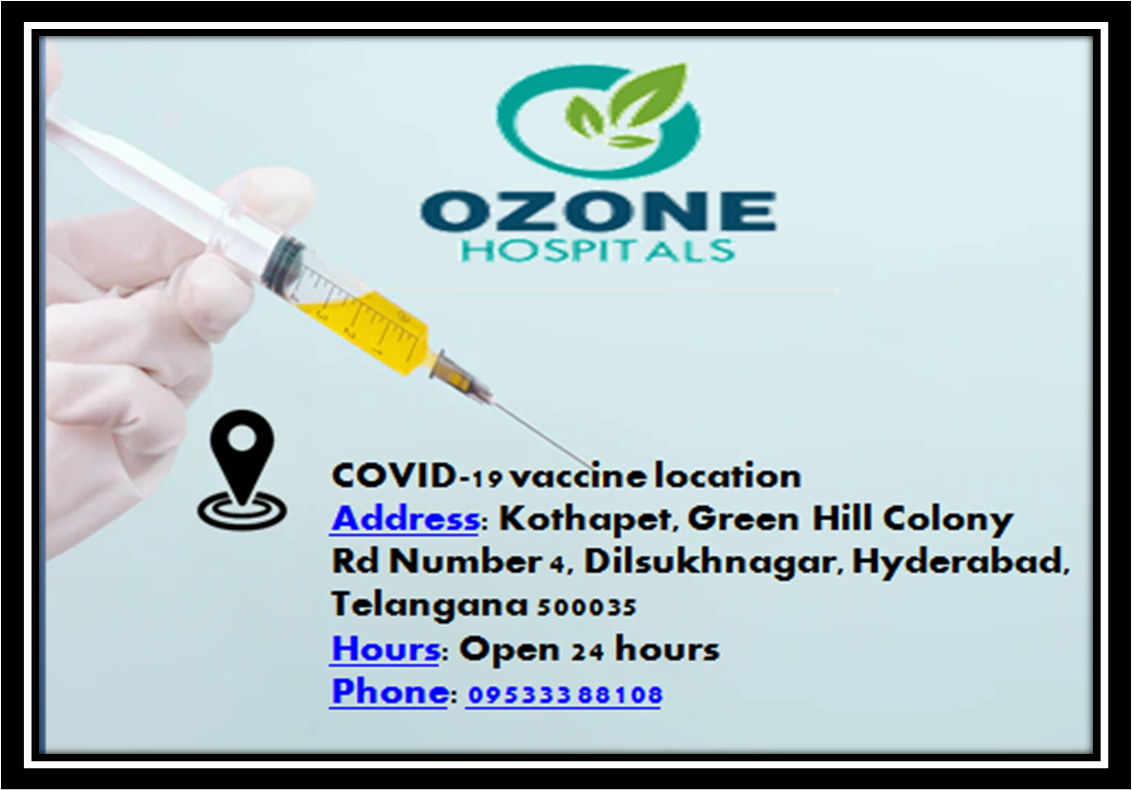 OZONE
HOSPITALS
COVID-19 vaccine location
Address: Kothapet, Green Hill Colony
Rd Number 4, Dilsukhnagar, Hyderabad,
Telangana 500035
Hours: Open 24 hours
Phone: 09533388108